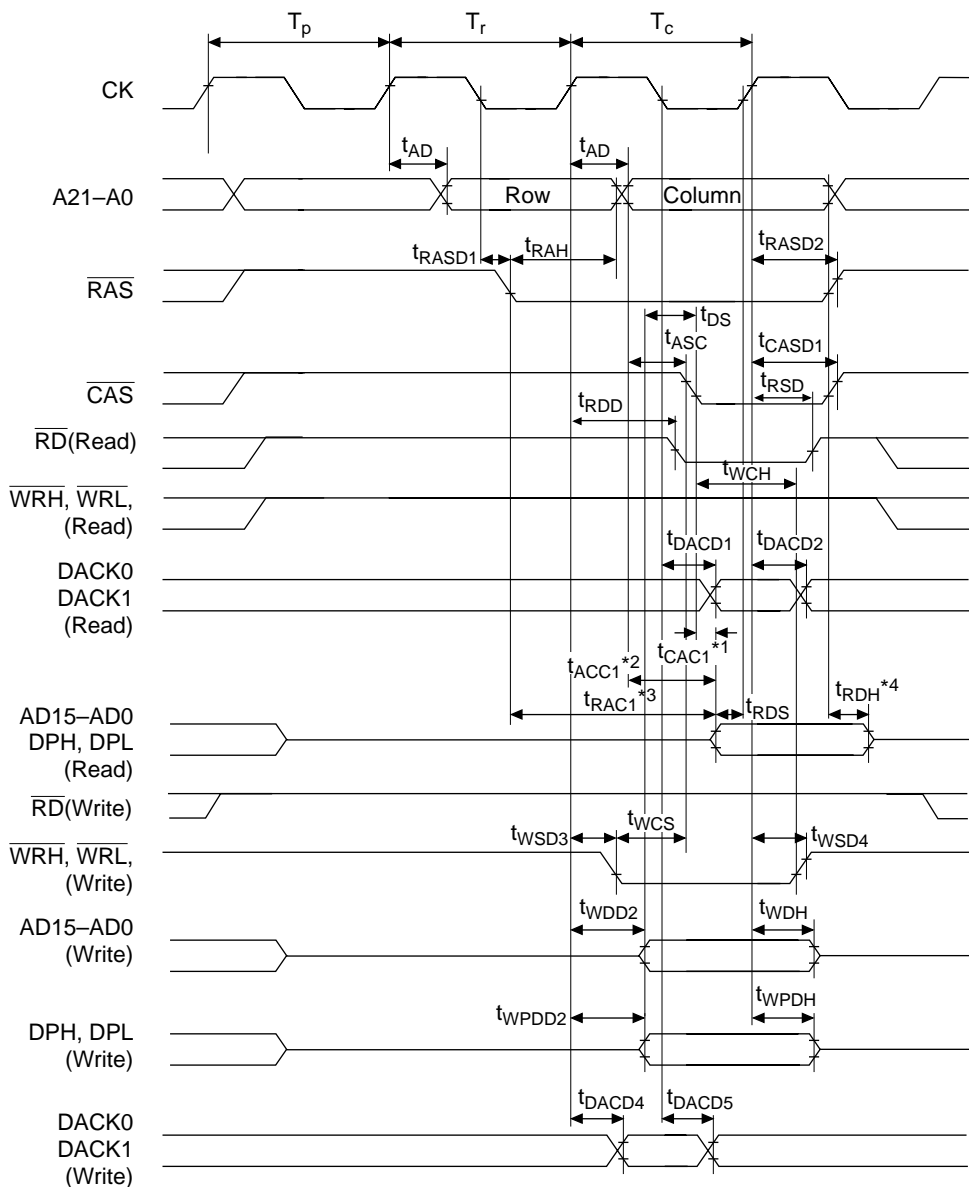 Tp Tr Tc
CK
tAD tAD
A21–A0 Row Column
tRASD1 tRAH tRASD2
RAS
tDS
tASC tCASD1
CAS
tRSD
tRDD
RD(Read)
tWCH
WRH, WRL,
(Read)
tDACD1 tDACD2
DACK0
DACK1
(Read)
tCAC1*1
tACC1*2
tRAC1*3 tRDS tRDH*4
AD15–AD0
DPH, DPL
(Read)
RD(Write)
tWSD3 tWCS tWSD4
WRH, WRL,
(Write)
tWDD2 tWDH
AD15–AD0
(Write)
tWPDD2 tWPDH
DPH, DPL
(Write)
tDACD4 tDACD5
DACK0
DACK1
(Write)